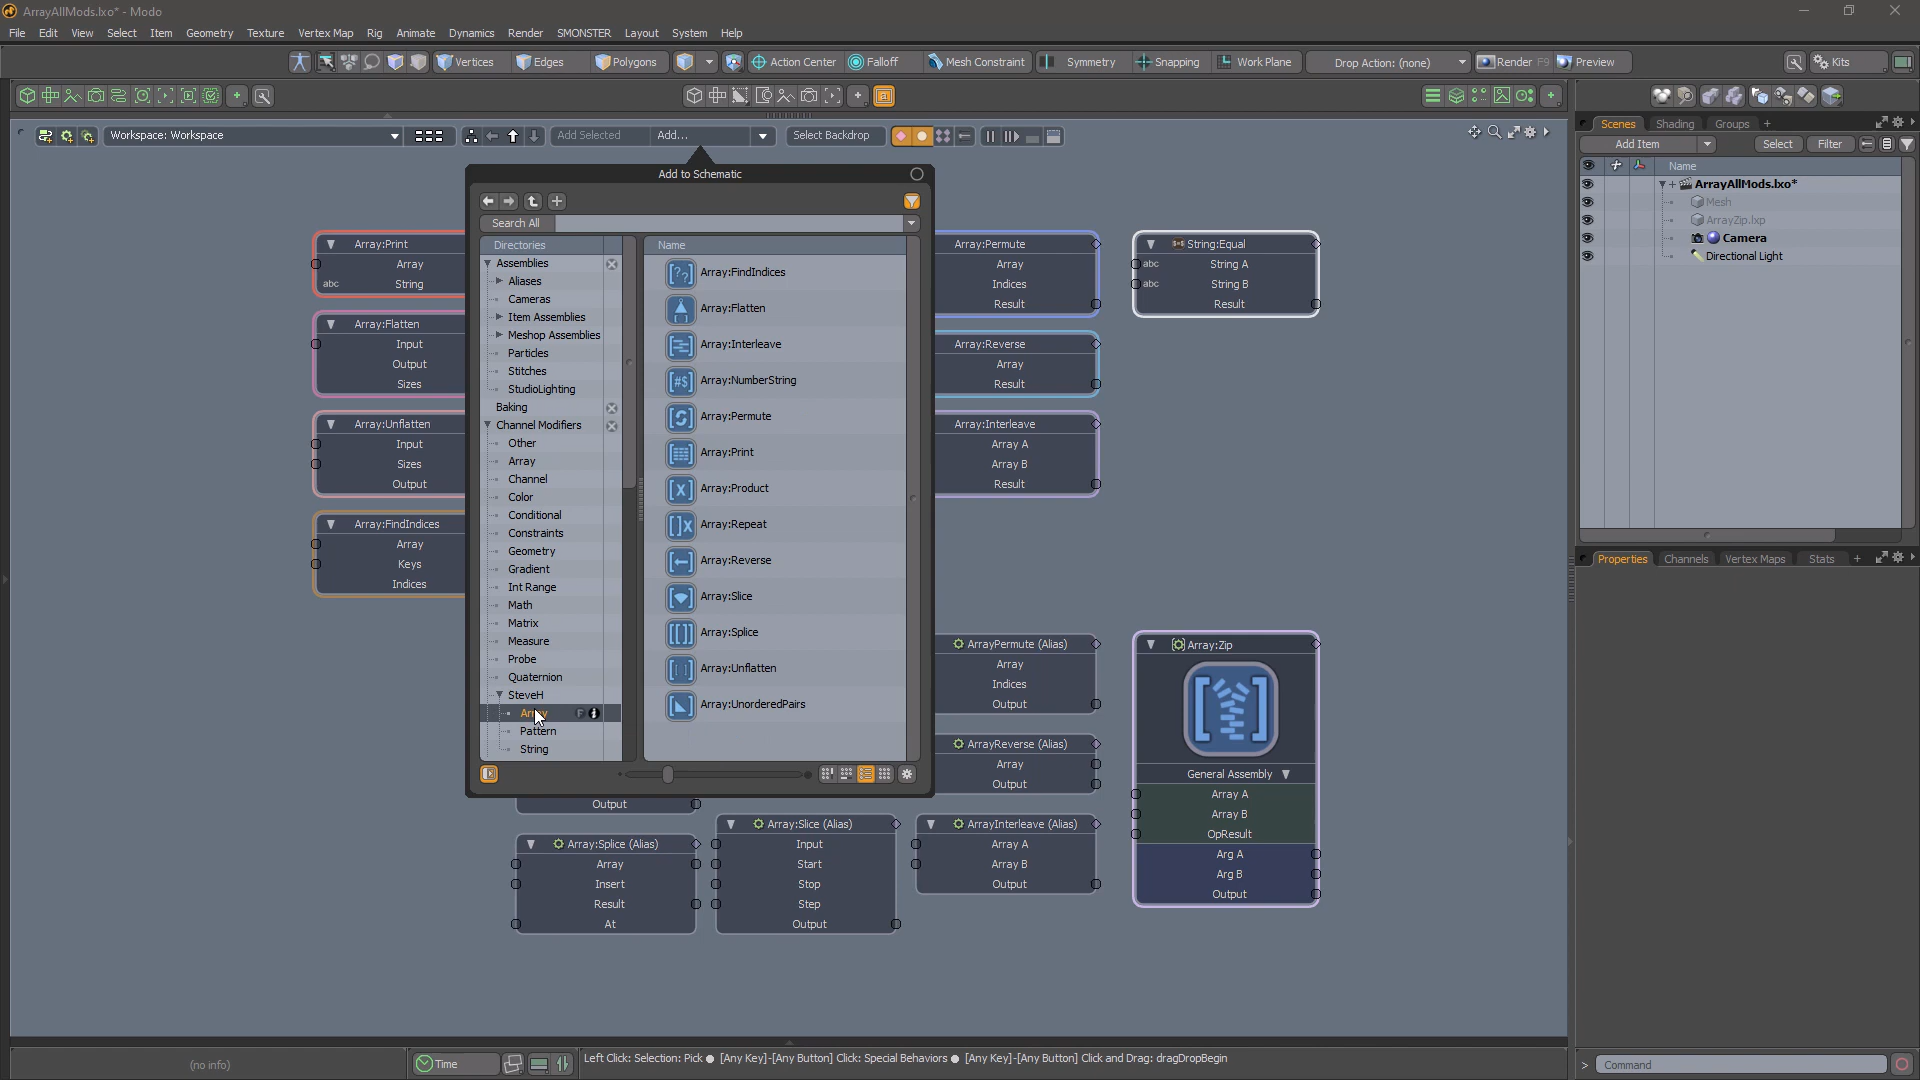 ArrayAllMods.lxo* - Modo
File Edit View Select Item Geometry Texture Vertex Map Rig Animate Dynamics Render SMONSTER Layout System Help
Vertices Edges Polygons Action Center Falloff Mesh Constraint Symmetry Snapping Work Plane Drop Action: (none) Render F9 Preview Kits
Workspace: Workspace Add Selected Add... Select Backdrop
Add to Schematic
Search All
Directories
Assemblies
Aliases
Cameras
Item Assemblies
Meshop Assemblies
Particles
Stitches
StudioLighting
Baking
Channel Modifiers
Other
Array
Channel
Color
Conditional
Constraints
Geometry
Gradient
Int Range
Math
Matrix
Measure
Probe
Quaternion
SteveH
Array F
Pattern
String
Name
Array:FindIndices
Array:Flatten
Array:Interleave
Array:NumberString
Array:Permute
Array:Print
Array:Product
Array:Repeat
Array:Reverse
Array:Slice
Array:Splice
Array:Unflatten
Array:UnorderedPairs
Array:Print
Array
abc String
Array:Flatten
Input
Output
Sizes
Array:Unflatten
Input
Sizes
Output
Array:FindIndices
Array
Keys
Indices
Array:Permute
Array
Indices
Result
Array:Reverse
Array
Result
Array:Interleave
Array A
Array B
Result
String:Equal
abc String A
abc String B
Result
ArrayPermute (Alias)
Array
Indices
Output
ArrayReverse (Alias)
Array
Output
ArrayInterleave (Alias)
Array A
Array B
Output
Array:Zip
General Assembly
Array A
Array B
OpResult
Arg A
Arg B
Output
Output
Array:Splice (Alias)
Array
Insert
Result
At
Array:Slice (Alias)
Input
Start
Stop
Step
Output
Scenes Shading Groups +
Add Item Select Filter
Name
ArrayAllMods.lxo*
Mesh
ArrayZip.lxp
Camera
Directional Light
Properties Channels Vertex Maps Stats +
(no info)
Time
Left Click: Selection: Pick ● [Any Key]-[Any Button] Click: Special Behaviors ● [Any Key]-[Any Button] Click and Drag: dragDropBegin
> Command